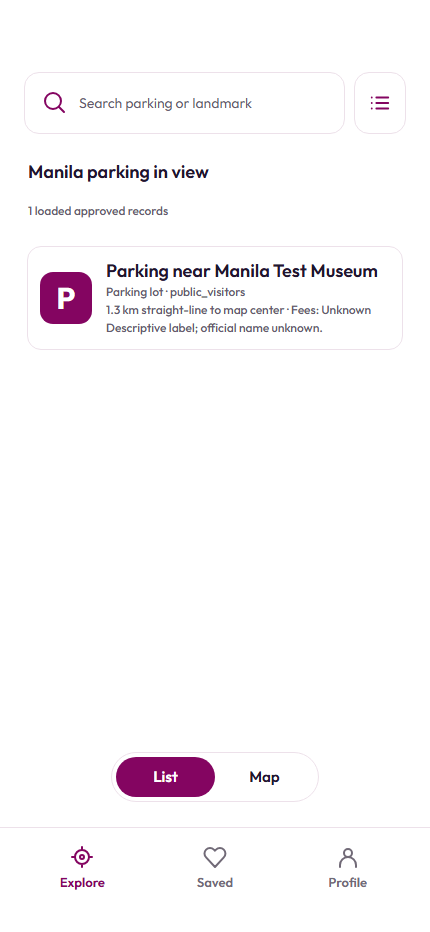 Search parking or landmark
Manila parking in view
1 loaded approved records
P
Parking near Manila Test Museum
Parking lot · public_visitors
1.3 km straight-line to map center · Fees: Unknown
Descriptive label; official name unknown.
List
Map
Explore
Saved
Profile